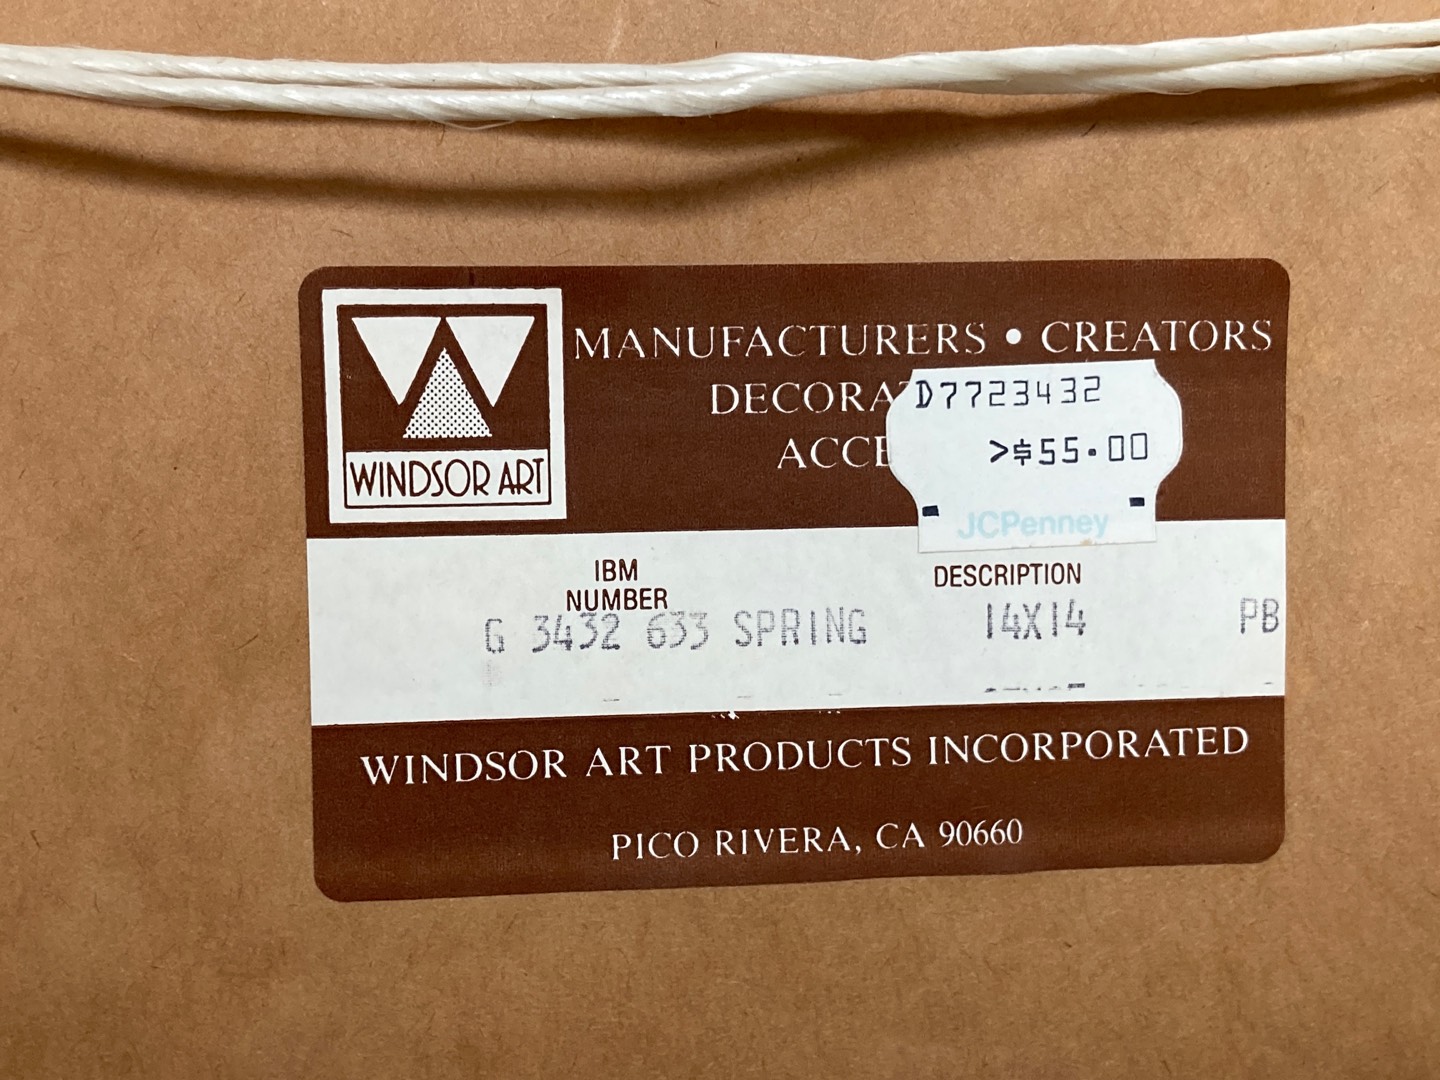 WINDSOR ART
MANUFACTURERS • CREATORS
DECORA
ACCE
D7723432
>$55.00
JCPenney
IBM
NUMBER
DESCRIPTION
G 3432 633 SPRING 14X14 PB
WINDSOR ART PRODUCTS INCORPORATED
PICO RIVERA, CA 90660